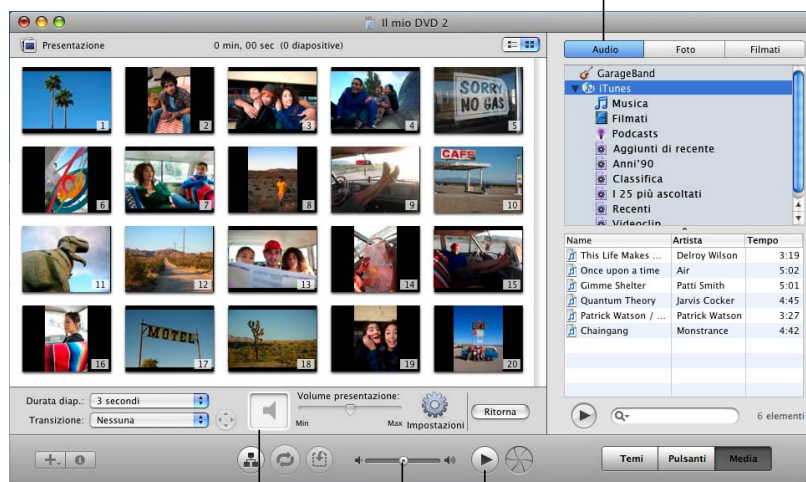 Il mio DVD 2
Presentazione
0 min, 00 sec (0 diapositive)
1
2
3
4
SORRY NO GAS
5
6
7
8
9
CAFE
10
11
12
13
14
15
16
MOTEL
17
18
19
20
Durata diap.: 3 secondi
Transizione: Nessuna
Volume presentazione:
Min Max
Impostazioni
Ritorna
Audio Foto Filmati
GarageBand
iTunes
Musica
Filmati
Podcasts
Aggiunti di recente
Anni'90
Classifica
I 25 più ascoltati
Recenti
Videoclip
Name Artista Tempo
This Life Makes ... Delroy Wilson 3:19
Once upon a time Air 5:02
Gimme Shelter Patti Smith 5:01
Quantum Theory Jarvis Cocker 4:45
Patrick Watson / ... Patrick Watson 3:27
Chaingang Monstrance 4:42
6 elementi
Temi Pulsanti Media